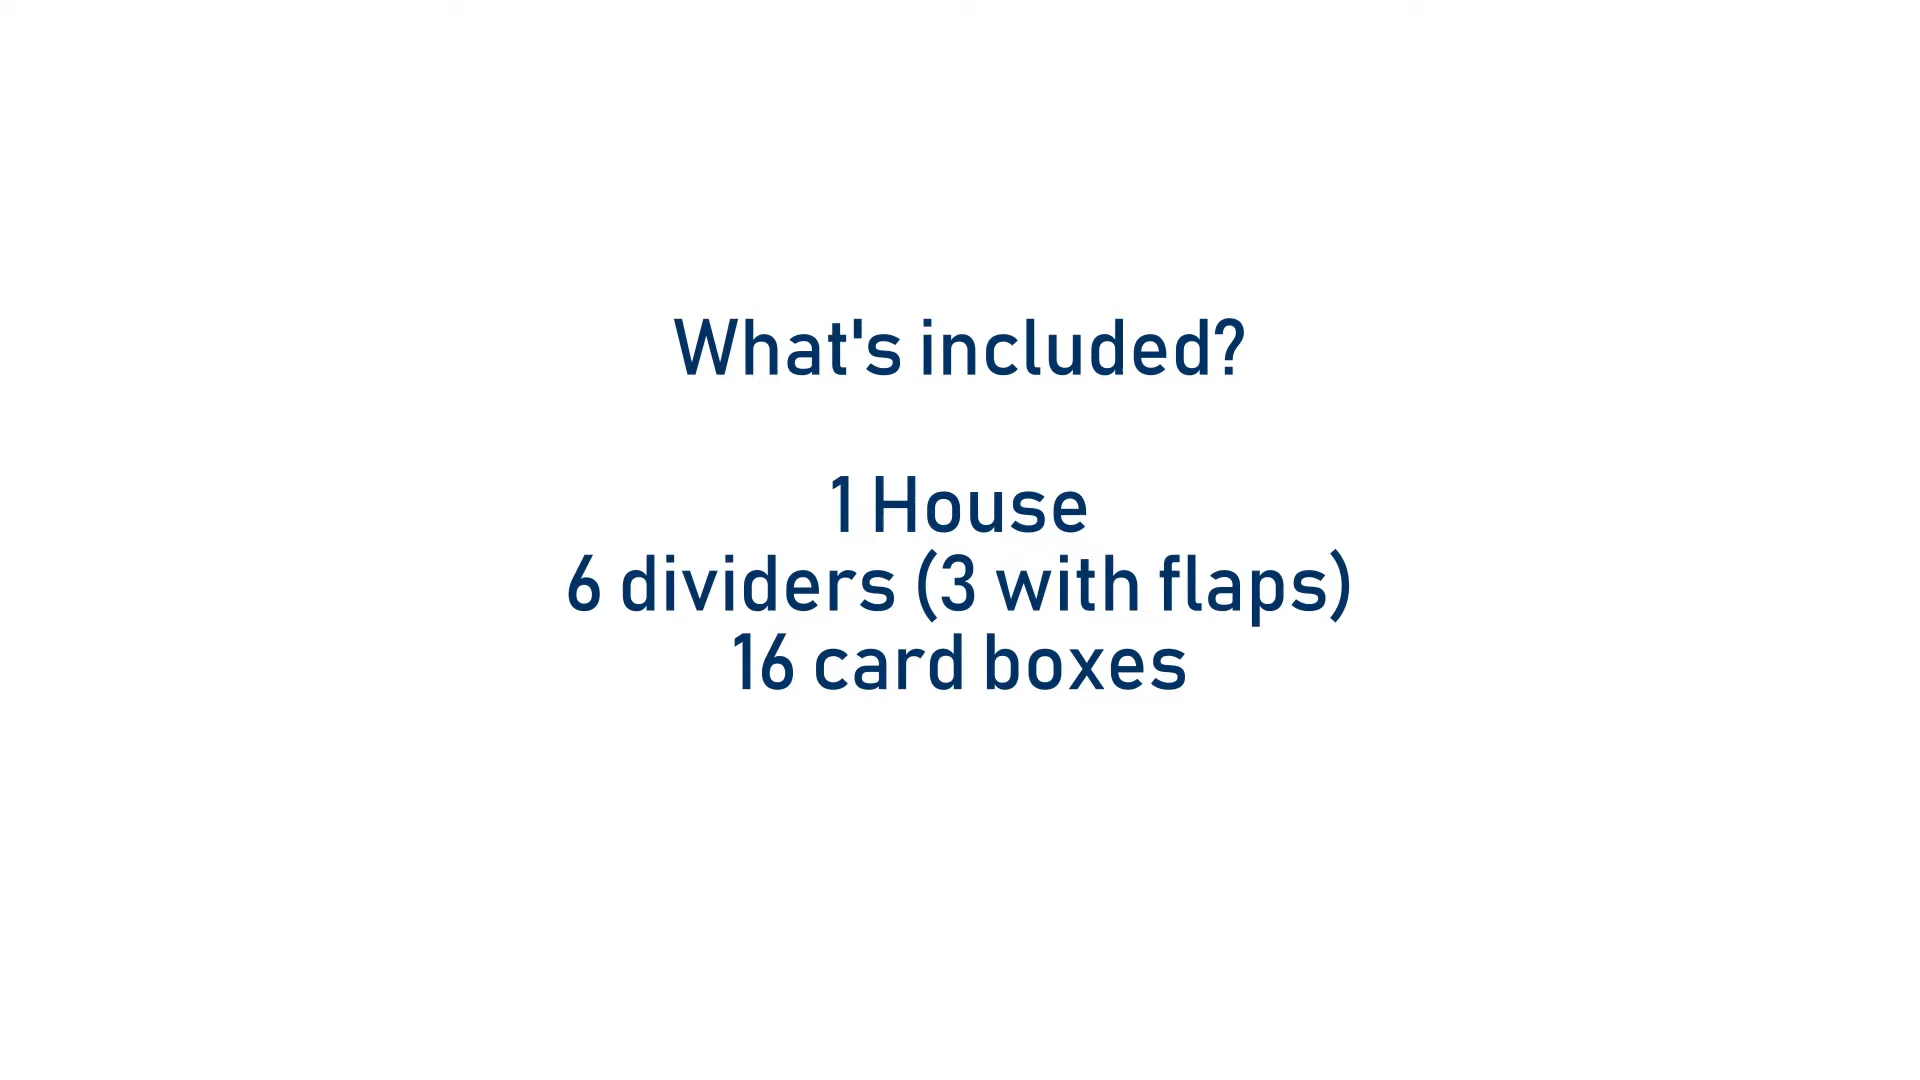 What's included?
1 House
6 dividers (3 with flaps)
16 card boxes